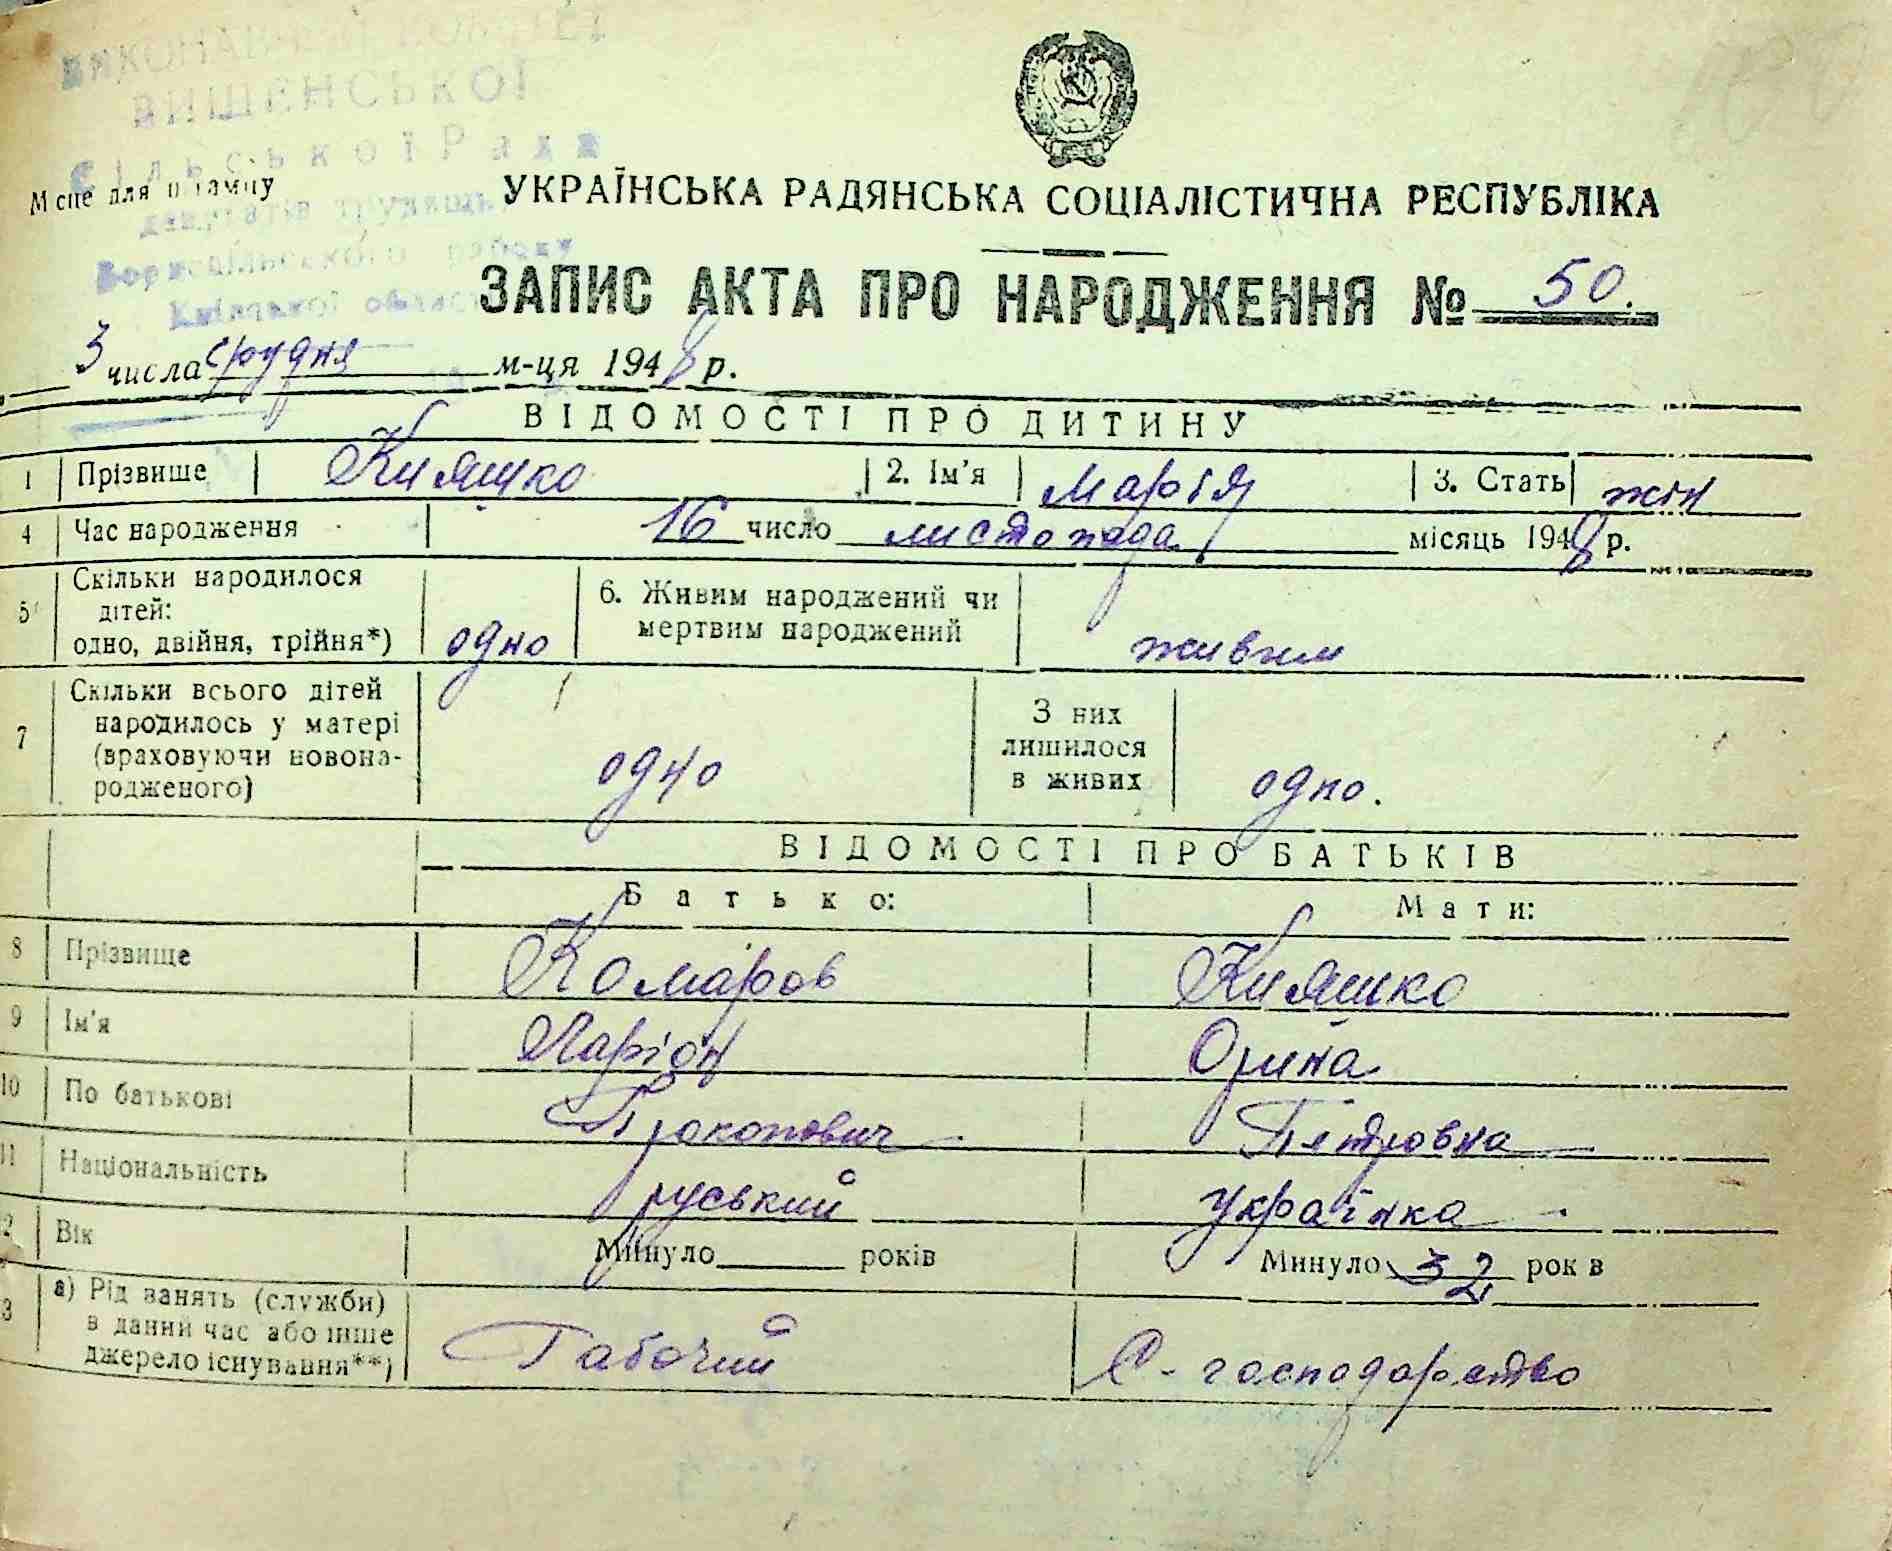 ВИКОНАВЧИЙ КОМІТЕТ
ВИШЕНСЬКОЇ
Сільської Ради
депутатів трудящ.
Бориспільського району
Київської област
Місце для штампу
УКРАЇНСЬКА РАДЯНСЬКА СОЦІАЛІСТИЧНА РЕСПУБЛІКА
ЗАПИС АКТА ПРО НАРОДЖЕННЯ № 50.
3 числа грудня м-ця 1948 р.
ВІДОМОСТІ ПРО ДИТИНУ
1 Прізвище Кияшко 2. Ім'я Марія 3. Стать жін
4 Час народження 16 число листопада місяць 1948 р.
5 Скільки народилося дітей: одно, двійня, трійня*) одно 6. Живим народжений чи мертвим народжений живим
7 Скільки всього дітей народилось у матері (враховуючи новонародженого) одно З них лишилося в живих одно.
ВІДОМОСТІ ПРО БАТЬКІВ
Батько: Мати:
8 Прізвище Комаров Кияшко
9 Ім'я Ларіон Орина
10 По батькові Прокопович Петровна
11 Національність руський українка
12 Вік Минуло років Минуло 32 років
13 а) Рід занять (служби) в даний час або інше джерело існування**) Рабочий С-господарство